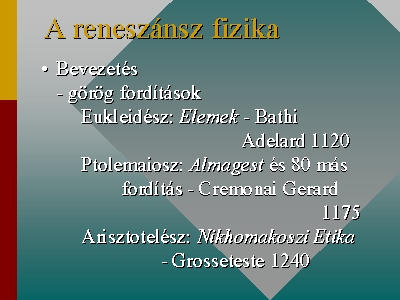 A reneszánsz fizika
• Bevezetés
- görög fordítások
Eukleidész: Elemek - Bathi
Adelard 1120
Ptolemaiosz: Almagest és 80 más
fordítás - Cremonai Gerard
1175
Arisztotelész: Nikhomakoszi Etika
- Grosseteste 1240